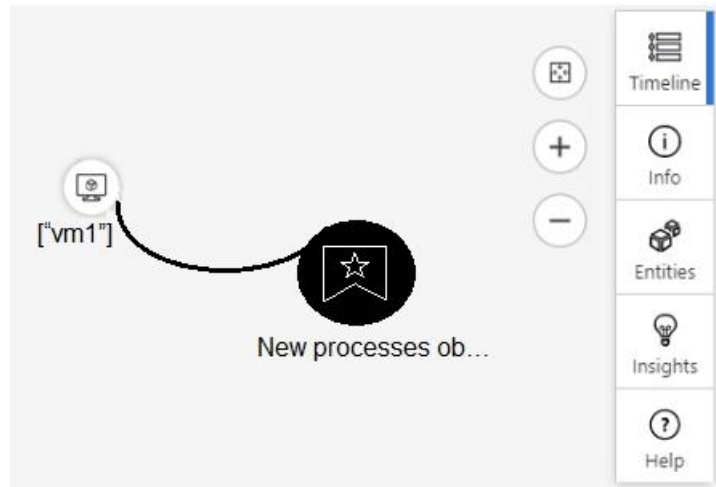 Timeline
Info
["vm1"]
Entities
New processes ob...
Insights
Help